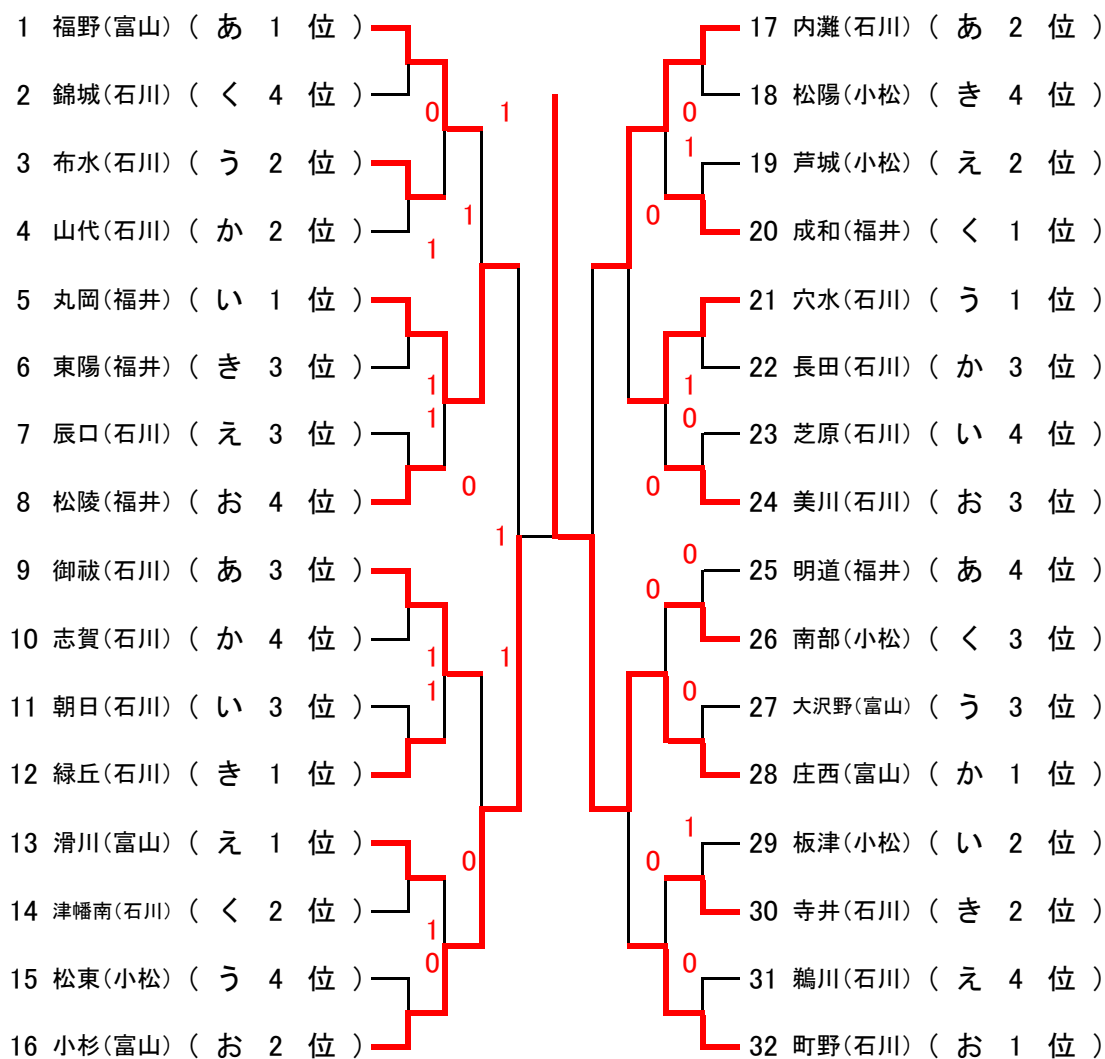 1 福野(富山) ( あ 1 位 )
2 錦城(石川) ( く 4 位 )
0 1
3 布水(石川) ( う 2 位 )
1
4 山代(石川) ( か 2 位 )
1
5 丸岡(福井) ( い 1 位 )
6 東陽(福井) ( き 3 位 )
1
1
7 辰口(石川) ( え 3 位 )
0
8 松陵(福井) ( お 4 位 )
1
9 御祓(石川) ( あ 3 位 )
10 志賀(石川) ( か 4 位 )
1 1
1
11 朝日(石川) ( い 3 位 )
12 緑丘(石川) ( き 1 位 )
13 滑川(富山) ( え 1 位 )
0
14 津幡南(石川) ( く 2 位 )
1
0
15 松東(小松) ( う 4 位 )
16 小杉(富山) ( お 2 位 )
17 内灘(石川) ( あ 2 位 )
18 松陽(小松) ( き 4 位 )
0
1
19 芦城(小松) ( え 2 位 )
0
20 成和(福井) ( く 1 位 )
21 穴水(石川) ( う 1 位 )
22 長田(石川) ( か 3 位 )
1
0
23 芝原(石川) ( い 4 位 )
0
24 美川(石川) ( お 3 位 )
0
25 明道(福井) ( あ 4 位 )
0
26 南部(小松) ( く 3 位 )
0
27 大沢野(富山) ( う 3 位 )
28 庄西(富山) ( か 1 位 )
1
29 板津(小松) ( い 2 位 )
0
30 寺井(石川) ( き 2 位 )
0
31 鵜川(石川) ( え 4 位 )
32 町野(石川) ( お 1 位 )